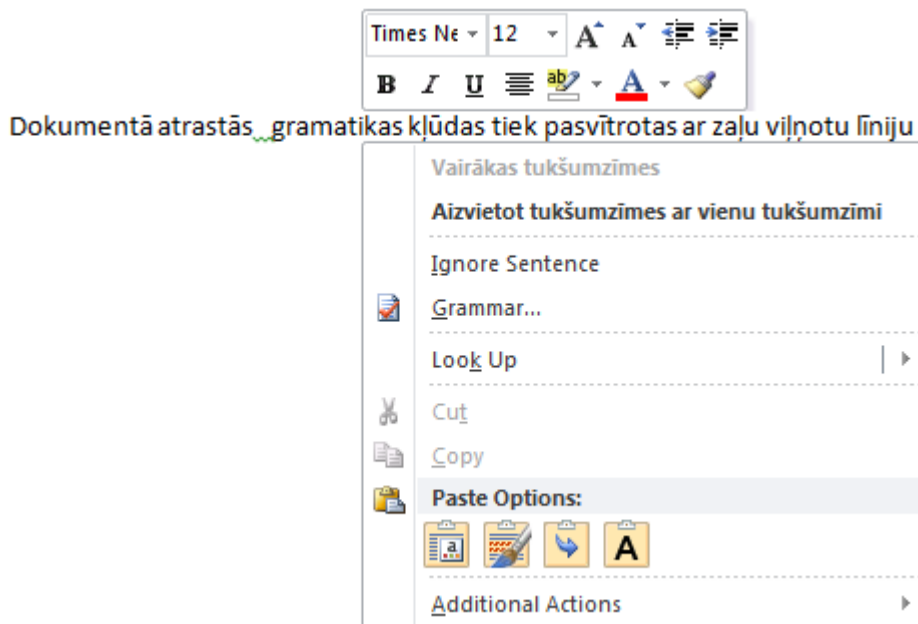 Times Ne 12 A A
B I U ab A
Dokumentā atrastās  gramatikas kļūdas tiek pasvītrotas ar zaļu viļņotu līniju
Vairākas tukšumzīmes
Aizvietot tukšumzīmes ar vienu tukšumzīmi
Ignore Sentence
Grammar...
Look Up
Cut
Copy
Paste Options:
a A
Additional Actions